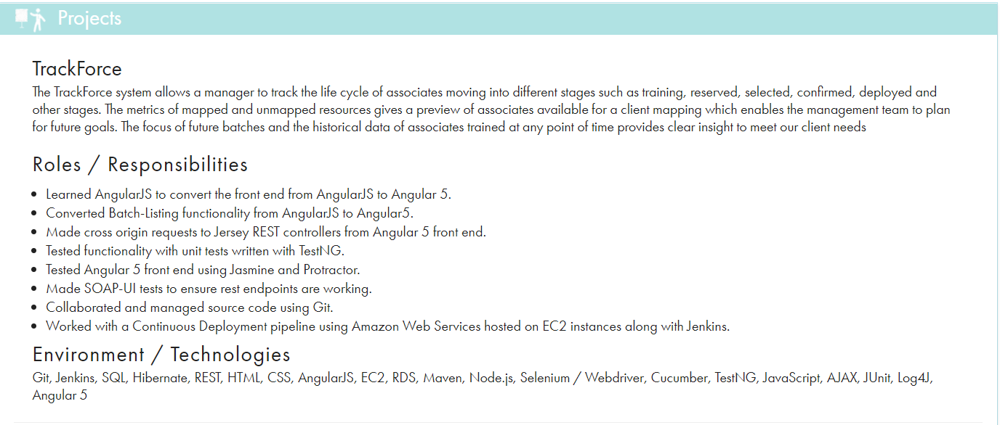 Projects
TrackForce
The TrackForce system allows a manager to track the life cycle of associates moving into different stages such as training, reserved, selected, confirmed, deployed and
other stages. The metrics of mapped and unmapped resources gives a preview of associates available for a client mapping which enables the management team to plan
for future goals. The focus of future batches and the historical data of associates trained at any point of time provides clear insight to meet our client needs
Roles / Responsibilities
• Learned AngularJS to convert the front end from AngularJS to Angular 5.
• Converted Batch-Listing functionality from AngularJS to Angular5.
• Made cross origin requests to Jersey REST controllers from Angular 5 front end.
• Tested functionality with unit tests written with TestNG.
• Tested Angular 5 front end using Jasmine and Protractor.
• Made SOAP-UI tests to ensure rest endpoints are working.
• Collaborated and managed source code using Git.
• Worked with a Continuous Deployment pipeline using Amazon Web Services hosted on EC2 instances along with Jenkins.
Environment / Technologies
Git, Jenkins, SQL, Hibernate, REST, HTML, CSS, AngularJS, EC2, RDS, Maven, Node.js, Selenium / Webdriver, Cucumber, TestNG, JavaScript, AJAX, JUnit, Log4J,
Angular 5